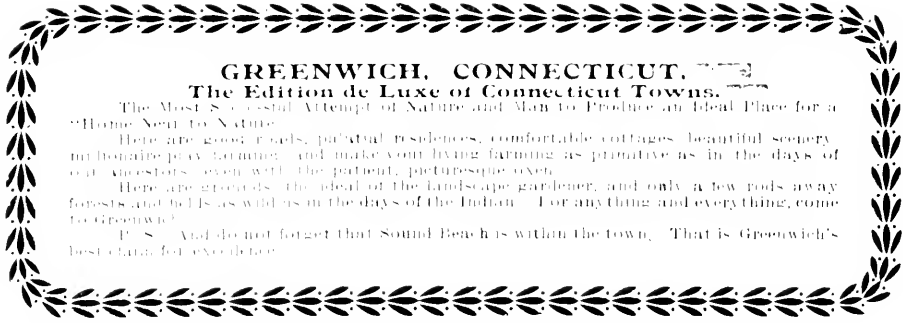 GREENWICH, CONNECTICUT,
The Edition de Luxe of Connecticut Towns.
The Most Successful Attempt of Nature and Man to Produce an Ideal Place for a
"Home Near to Nature
Here are good roads, palatial residences, comfortable cottages, beautiful scenery,
millionaire play farming, and make your living farming as primitive as in the days of
our ancestors, even with the patient, picturesque oxen
Here are grounds, the ideal of the landscape gardener, and only a few rods away
forests and fields as wild as in the days of the Indian. For anything and everything, come
to Greenwich
P. S. And do not forget that Sound Beach is within the town, That is Greenwich's
best claim for excellence